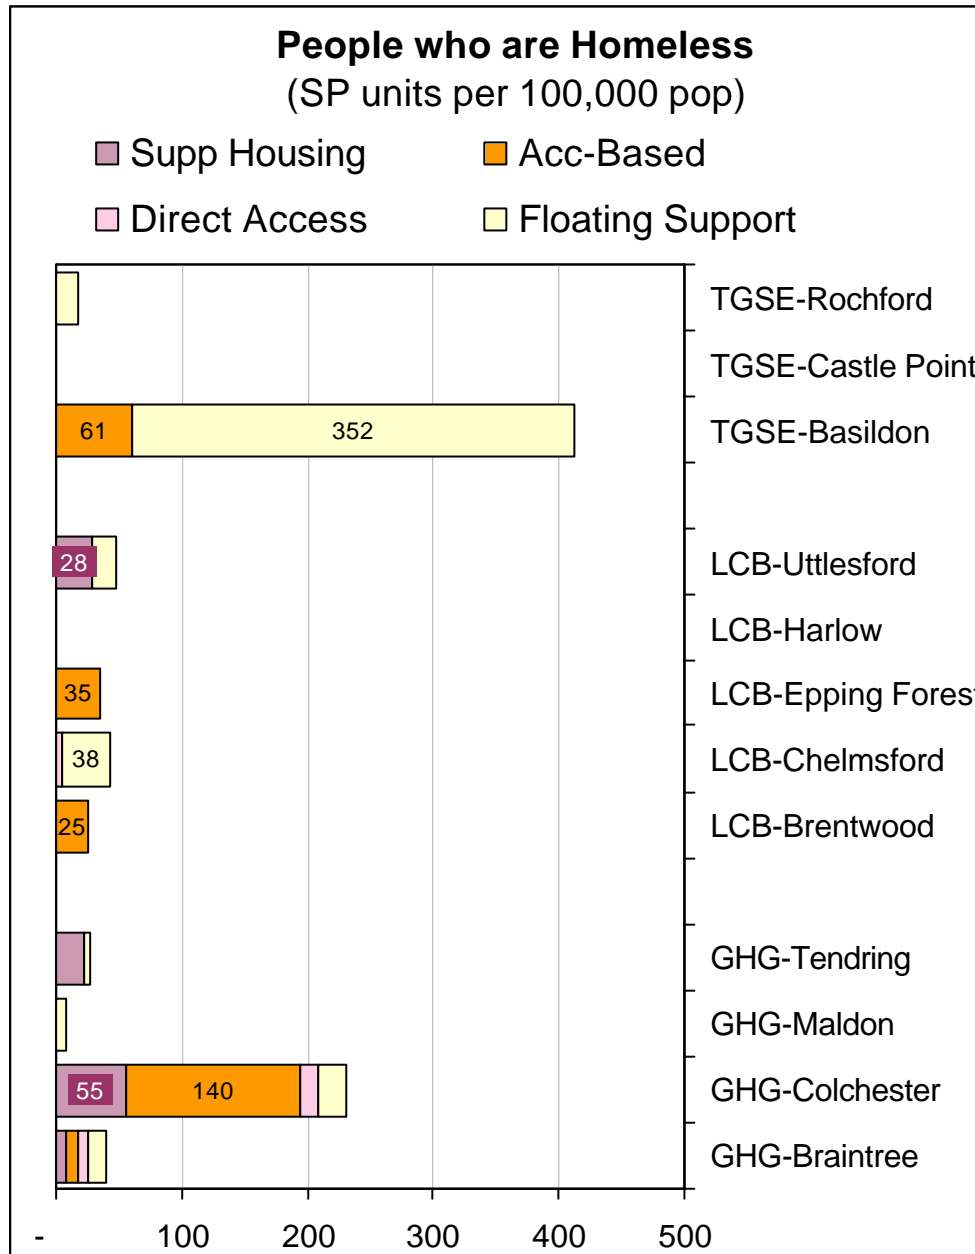 People who are Homeless
(SP units per 100,000 pop)
Supp Housing Acc-Based
Direct Access Floating Support
TGSE-Rochford
TGSE-Castle Point
61 352 TGSE-Basildon
28 LCB-Uttlesford
LCB-Harlow
35 LCB-Epping Forest
38 LCB-Chelmsford
25 LCB-Brentwood
GHG-Tendring
GHG-Maldon
55 140 GHG-Colchester
GHG-Braintree
- 100 200 300 400 500